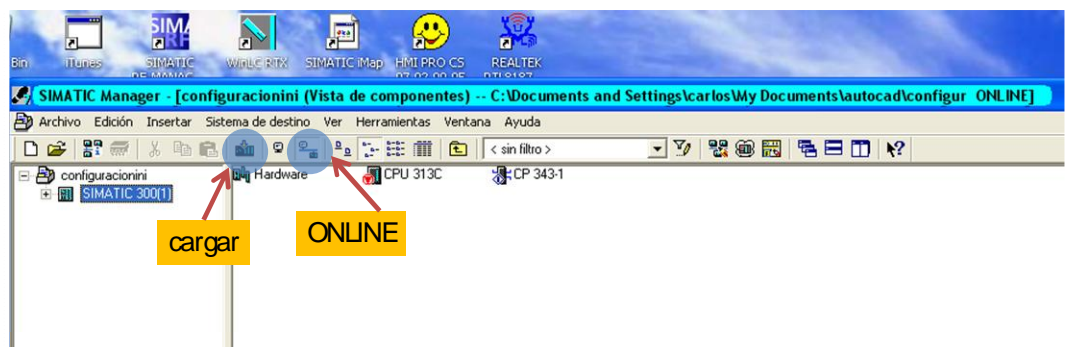 SIMATIC
Bin iTunes SIMATIC WinLC RTX SIMATIC iMap HMI PRO CS REALTEK
SIMATIC Manager - [configuracionini (Vista de componentes) -- C:\Documents and Settings\carlos\My Documents\autocad\configur ONLINE]
Archivo Edición Insertar Sistema de destino Ver Herramientas Ventana Ayuda
< sin filtro >
configuracionini Hardware CPU 313C CP 343-1
SIMATIC 300(1)
cargar ONLINE